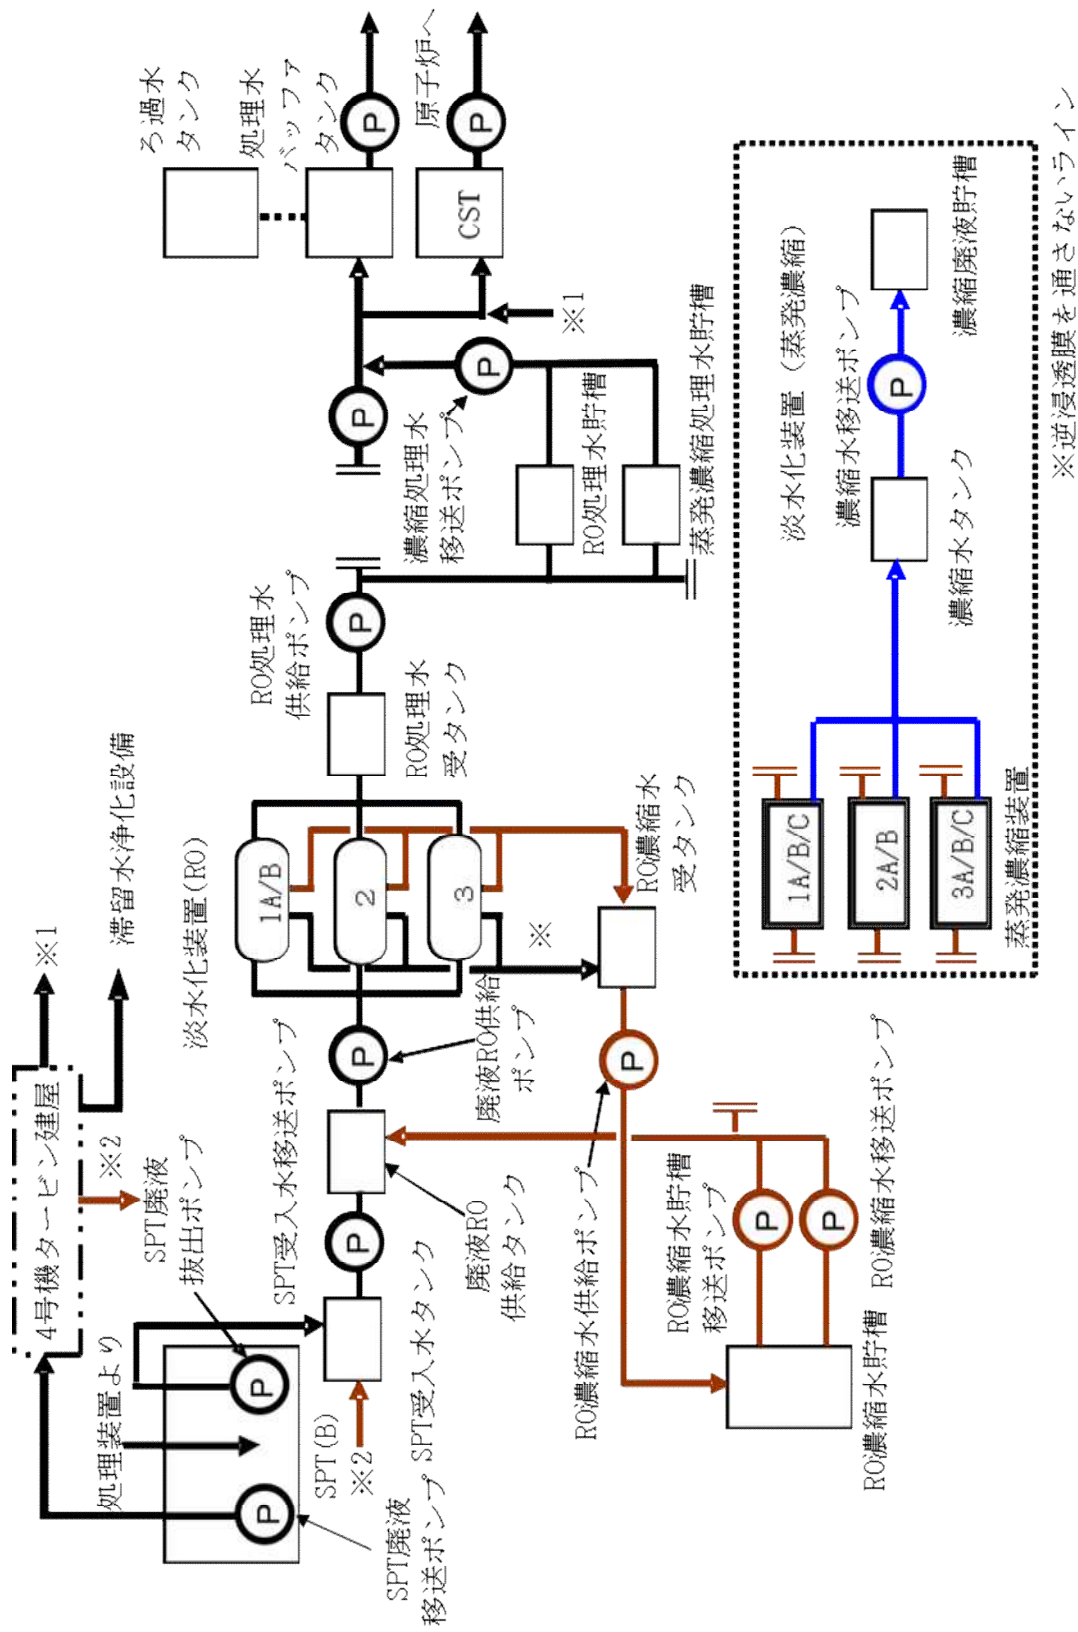 4号機タービン建屋
※1
※2
滞留水浄化設備
処理装置より
SPT廃液
抜出ポンプ
P
P
SPT廃液
移送ポンプ
SPT(B)
※2
SPT受入水タンク
SPT受入水移送ポンプ
P
廃液RO
供給タンク
P
廃液RO供給
ポンプ
淡水化装置(RO)
1A/B
2
3
※
RO処理水
受タンク
RO処理水
供給ポンプ
P
RO濃縮水
受タンク
P
RO濃縮水供給ポンプ
RO濃縮水貯槽
RO濃縮水貯槽
移送ポンプ
P
P
RO濃縮水移送ポンプ
RO処理水貯槽
蒸発濃縮処理水貯槽
濃縮処理水
移送ポンプ
P
P
※1
ろ過水
タンク
処理水
バッファ
タンク
P
CST
P
原子炉へ
淡水化装置（蒸発濃縮）
1A/B/C
2A/B
3A/B/C
蒸発濃縮装置
濃縮水タンク
濃縮水移送ポンプ
P
濃縮廃液貯槽
※逆浸透膜を通さないライン